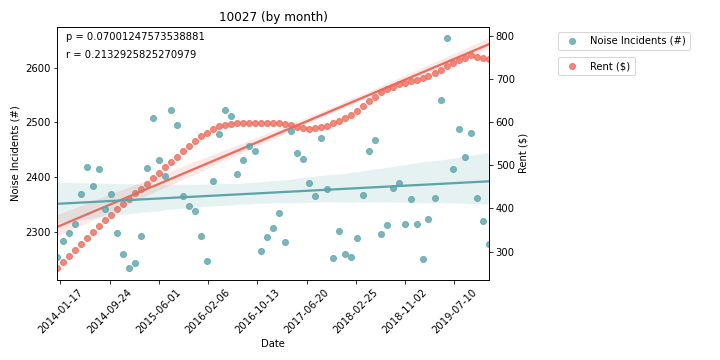 10027 (by month)
p = 0.07001247573538881
r = 0.2132925825270979
Noise Incidents (#)
Rent ($)
2600
2500
2400
2300
Noise Incidents (#)
800
700
600
500
400
300
Rent ($)
2014-01-17
2014-09-24
2015-06-01
2016-02-06
2016-10-13
2017-06-20
2018-02-25
2018-11-02
2019-07-10
Date